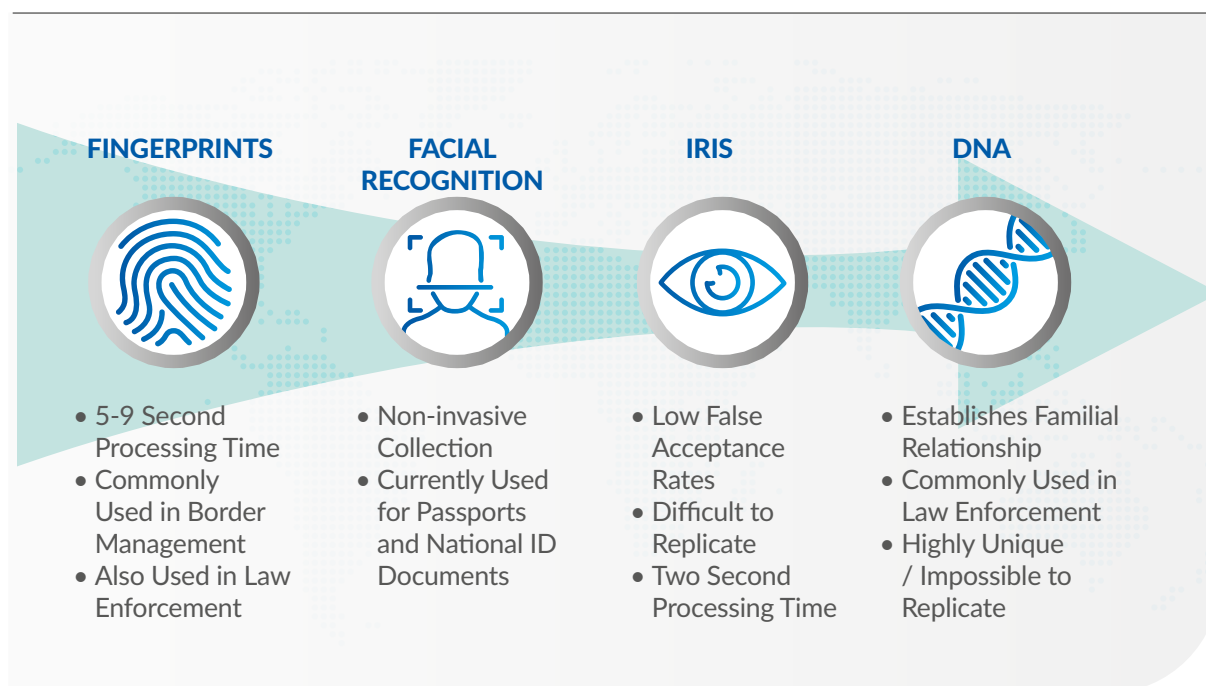 FINGERPRINTS
• 5-9 Second
Processing Time
• Commonly
Used in Border
Management
• Also Used in Law
Enforcement
FACIAL
RECOGNITION
• Non-invasive
Collection
• Currently Used
for Passports
and National ID
Documents
IRIS
• Low False
Acceptance
Rates
• Difficult to
Replicate
• Two Second
Processing Time
DNA
• Establishes Familial
Relationship
• Commonly Used in
Law Enforcement
• Highly Unique
/ Impossible to
Replicate